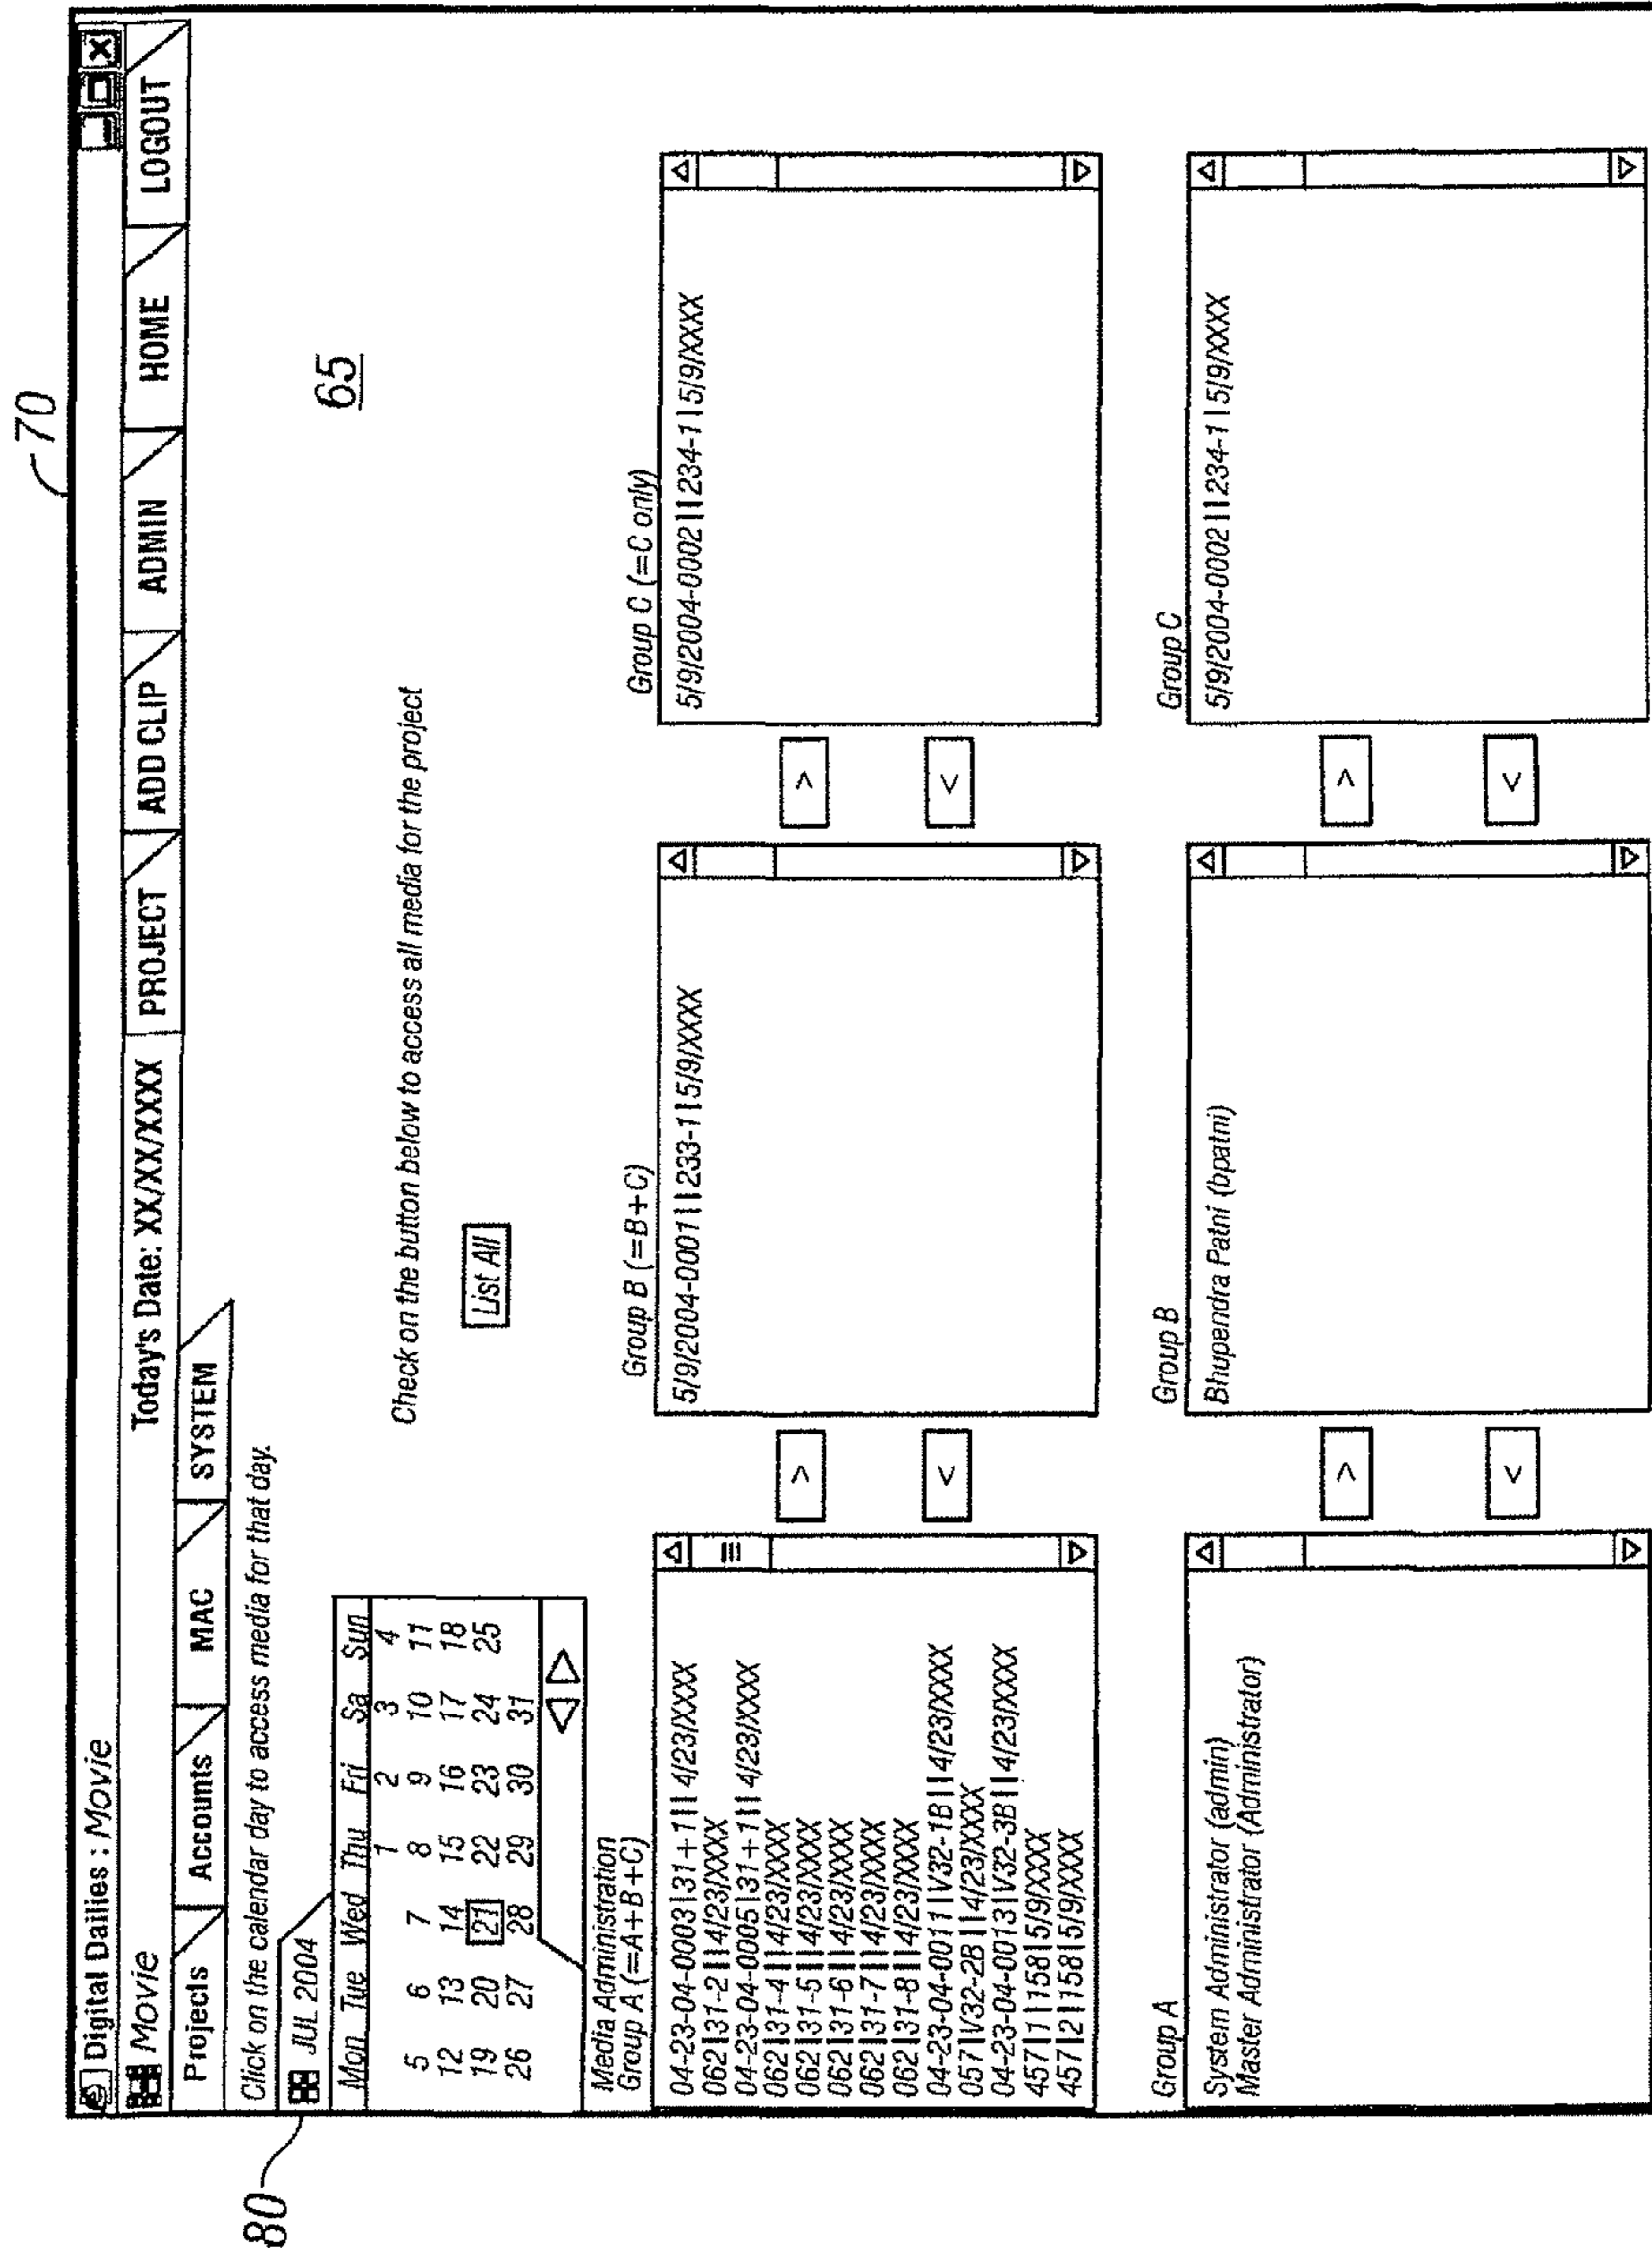 70
Digital Dailies : Movie
Movie
Today's Date: XX/XX/XXXX
PROJECT
ADD CLIP
ADMIN
HOME
LOGOUT
Projects
Accounts
MAC
SYSTEM
Click on the calendar day to access media for that day.
80
JUL 2004
65
Mon Tue Wed Thu Fri Sa Sun
1 2 3 4
5 6 7 8 9 10 11
12 13 14 15 16 17 18
19 20 21 22 23 24 25
26 27 28 29 30 31
Check on the button below to access all media for the project
List All
Media Administration
Group A (=A+B+C)
04-23-04-0003|31+1|| 4/23/XXXX
062|31-2||4/23/XXXX
04-23-04-0005|31+1|| 4/23/XXXX
062|31-4||4/23/XXXX
062|31-5||4/23/XXXX
062|31-6||4/23/XXXX
062|31-7||4/23/XXXX
062|31-8||4/23/XXXX
04-23-04-0011|V32-1B||4/23/XXXX
057|V32-2B||4/23/XXXX
04-23-04-0013|V32-3B||4/23/XXXX
457|1|158|5/9/XXXX
457|2|158|5/9/XXXX
>
<
Group B (=B+C)
5/9/2004-0001||233-1|5/9/XXXX
>
<
Group C (=C only)
5/9/2004-0002||234-1|5/9/XXXX
Group A
System Administrator (admin)
Master Administrator (Administrator)
>
<
Group B
Bhupendra Patni (bpatni)
>
<
Group C
5/9/2004-0002||234-1|5/9/XXXX